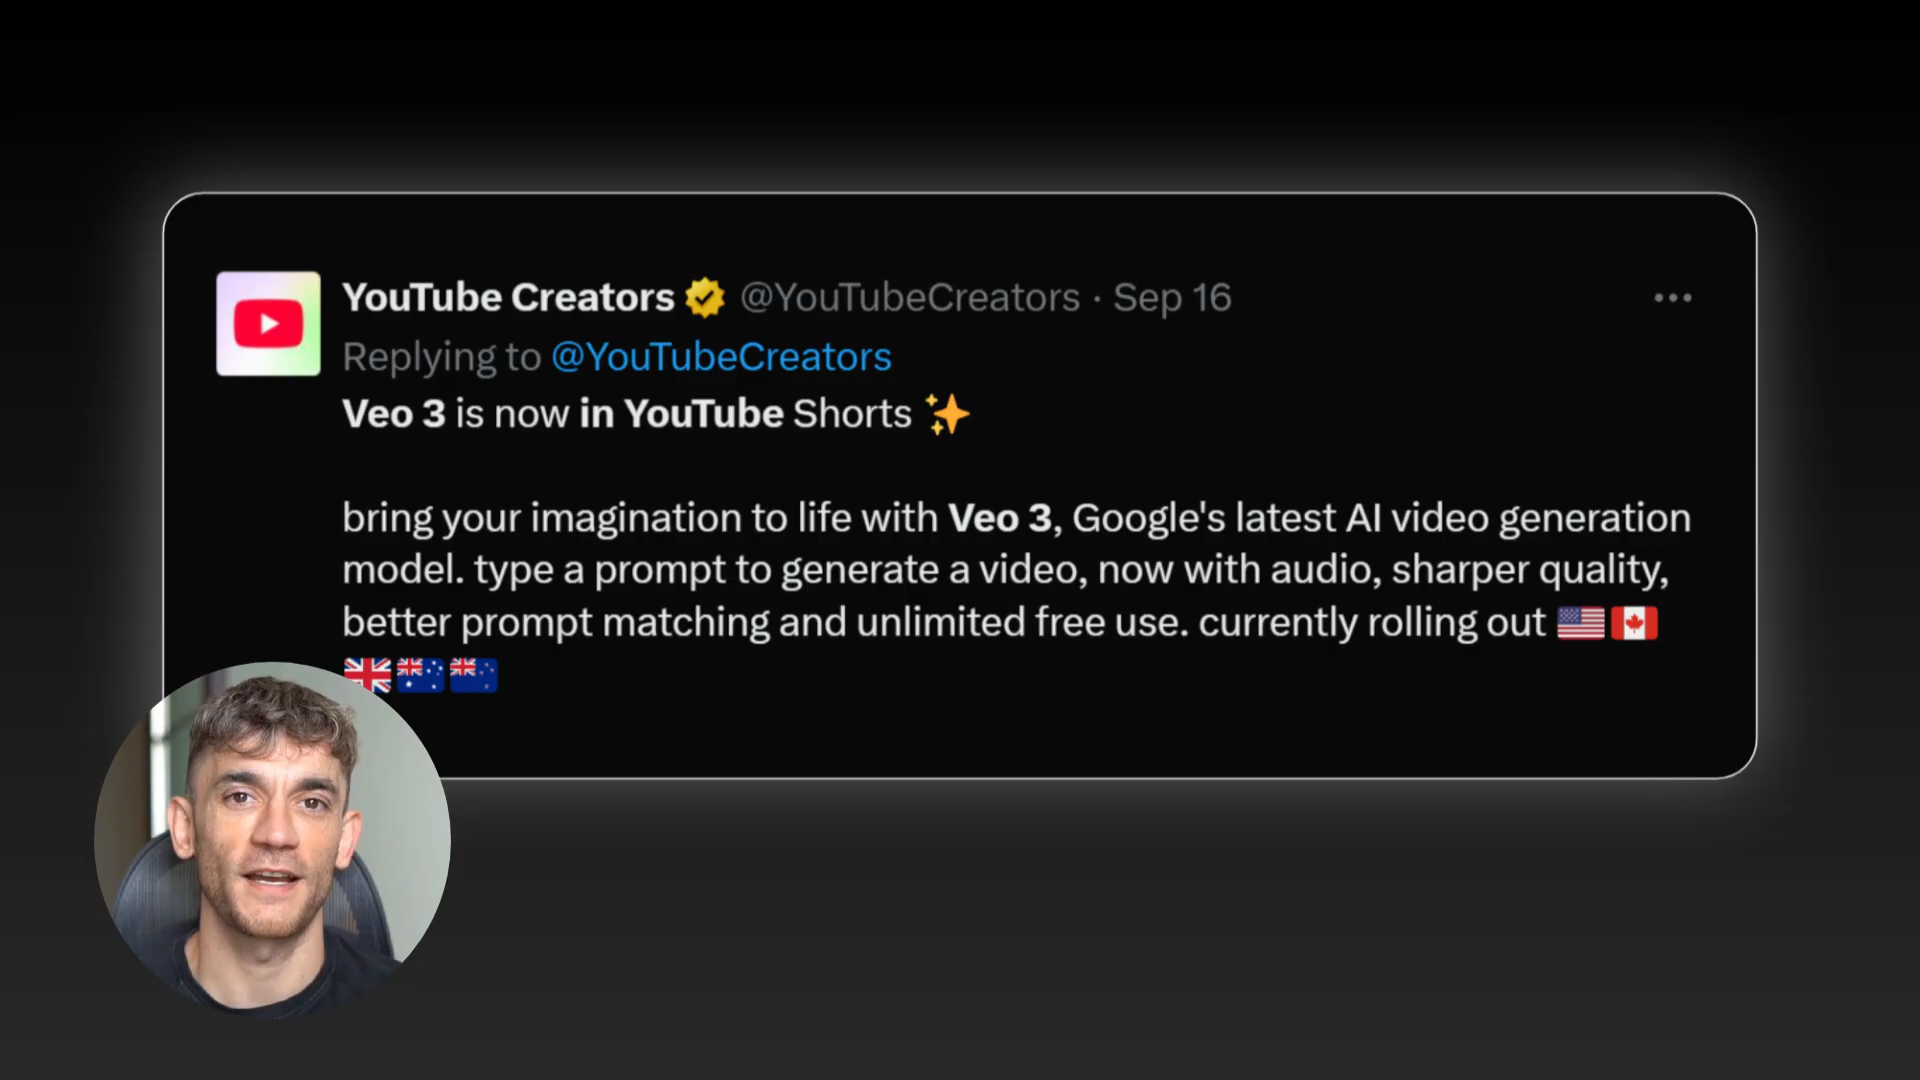 YouTube Creators @YouTubeCreators · Sep 16
Replying to @YouTubeCreators
Veo 3 is now in YouTube Shorts ✨
bring your imagination to life with Veo 3, Google's latest AI video generation
model. type a prompt to generate a video, now with audio, sharper quality,
better prompt matching and unlimited free use. currently rolling out 🇺🇸🇨🇦
🇬🇧🇦🇺🇳🇿